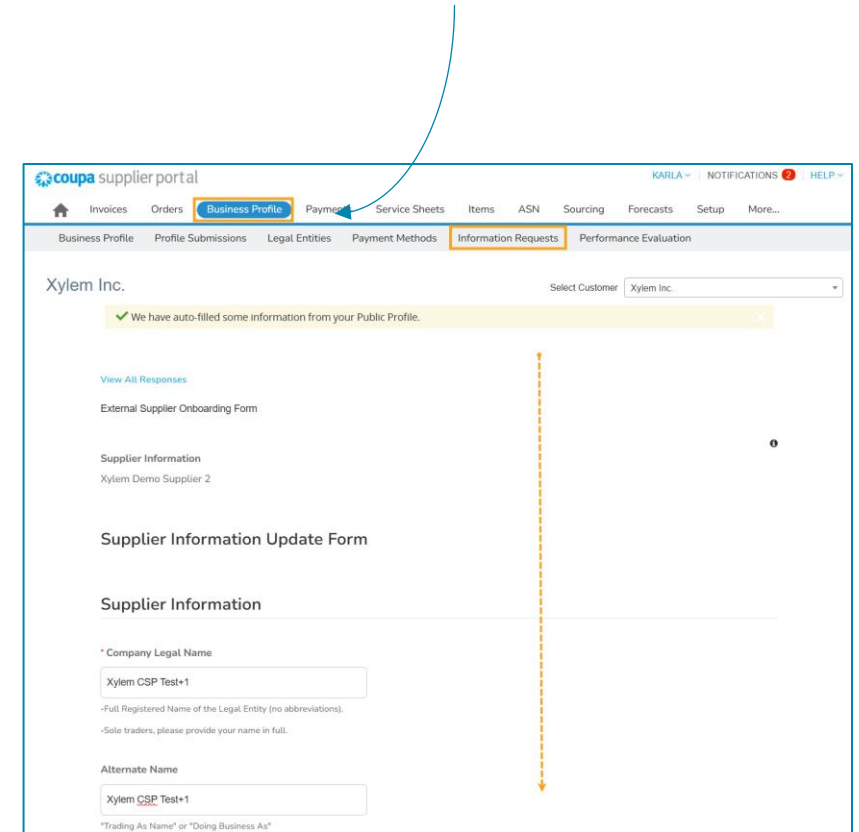 coupa supplier portal KARLA NOTIFICATIONS 2 HELP
Invoices Orders Business Profile Payment Service Sheets Items ASN Sourcing Forecasts Setup More...
Business Profile Profile Submissions Legal Entities Payment Methods Information Requests Performance Evaluation
Xylem Inc. Select Customer Xylem Inc.
We have auto-filled some information from your Public Profile.
View All Responses
External Supplier Onboarding Form
Supplier Information
Xylem Demo Supplier 2
Supplier Information Update Form
Supplier Information
* Company Legal Name
Xylem CSP Test+1
-Full Registered Name of the Legal Entity (no abbreviations).
-Sole traders, please provide your name in full.
Alternate Name
Xylem CSP Test+1
"Trading As Name" or "Doing Business As"